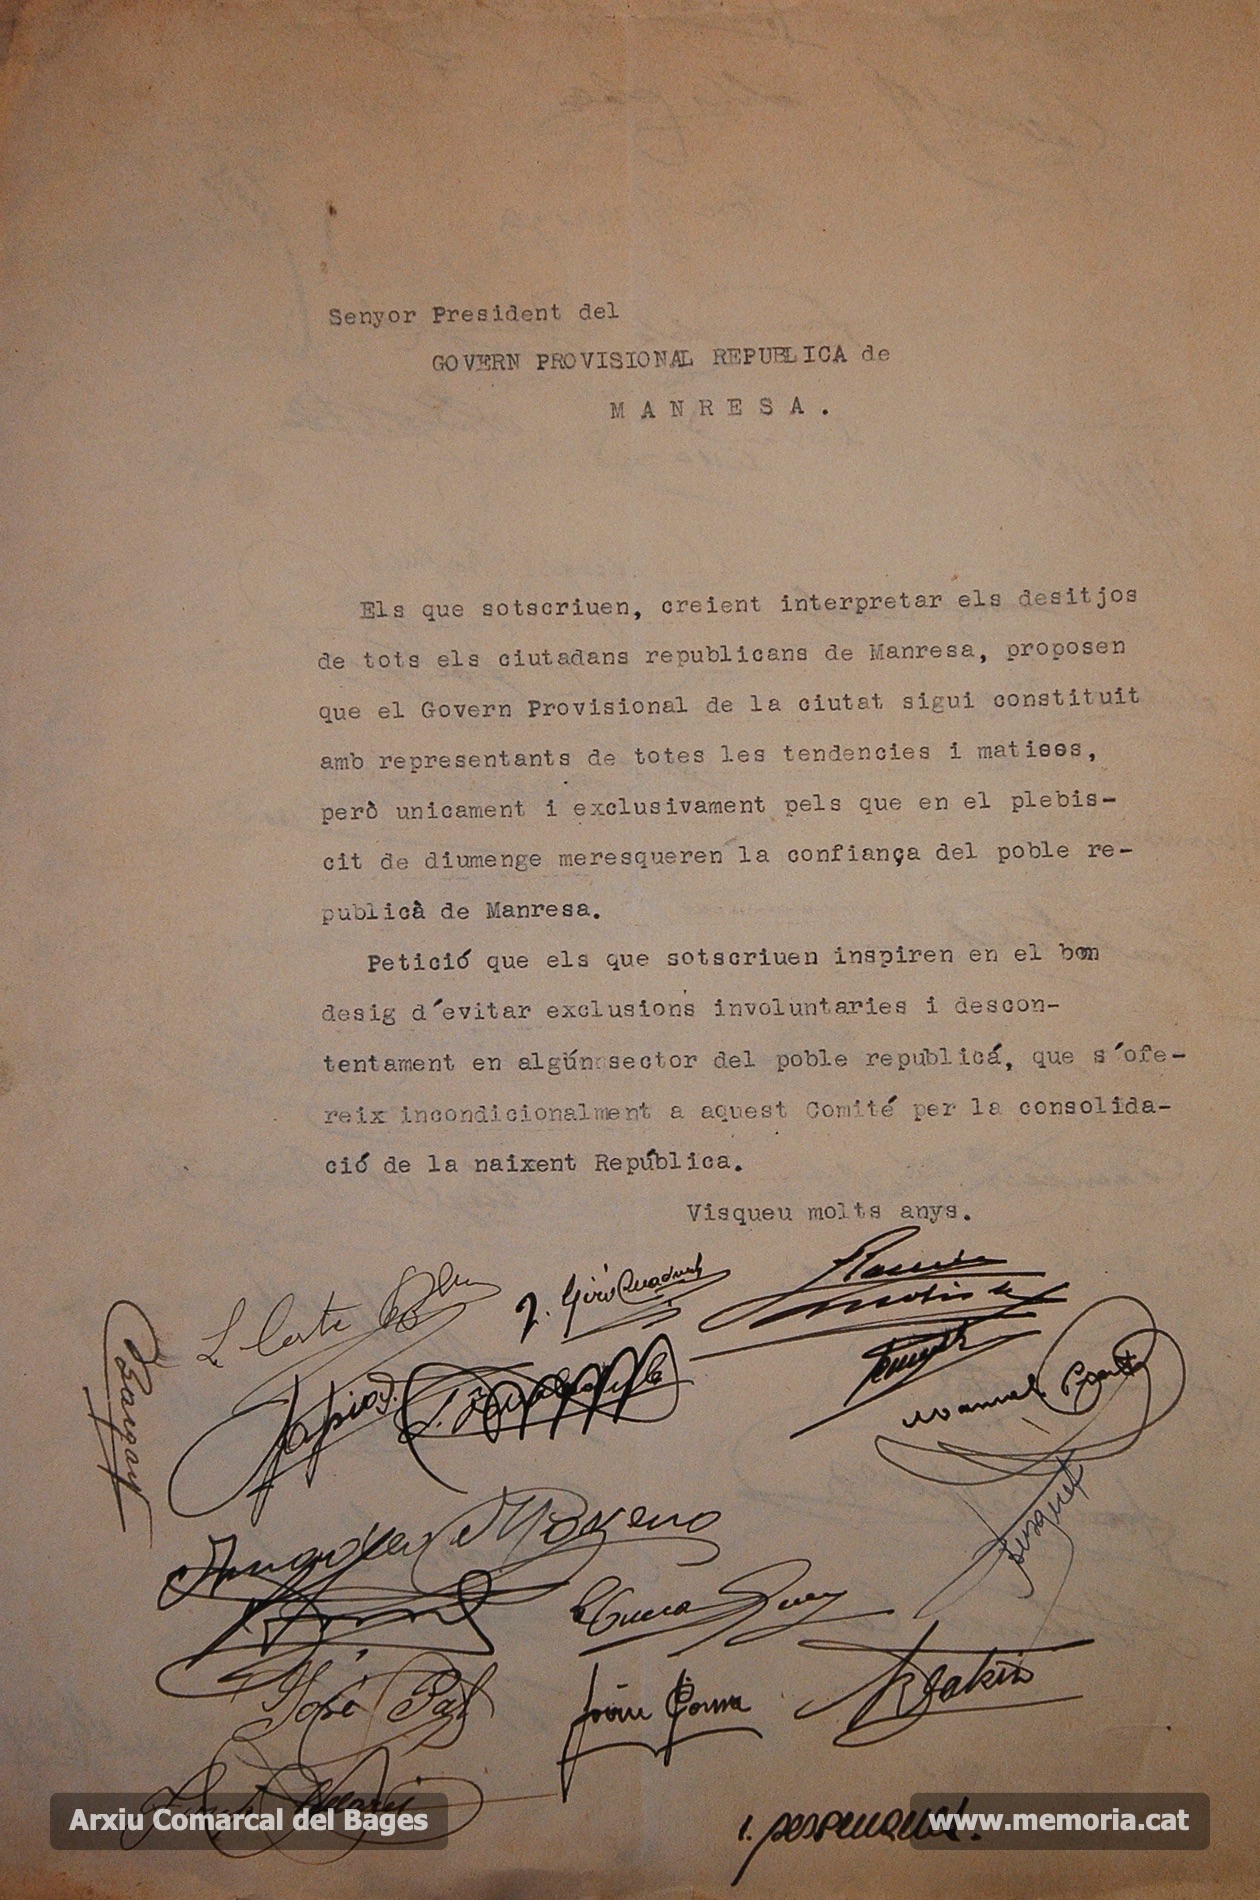 Senyor President del
GOVERN PROVISIONAL REPUBLICA de
M A N R E S A .
Els que sotscriuen, creient interpretar els desitjos
de tots els ciutadans republicans de Manresa, proposen
que el Govern Provisional de la ciutat sigui constituit
amb representants de totes les tendencies i matisos,
però unicament i exclusivament pels que en el plebis-
cit de diumenge meresqueren la confiança del poble re-
publicà de Manresa.
Petició que els que sotscriuen inspiren en el bon
desig d´evitar exclusions involuntaries i descon-
tentament en algún sector del poble republicá, que s´ofe-
reix incondicionalment a aquest Comité per la consolida-
ció de la naixent República.
Visqueu molts anys.
J. Giró
Manuel
Moreno
José
Joan
Arxiu Comarcal del Bages
www.memoria.cat